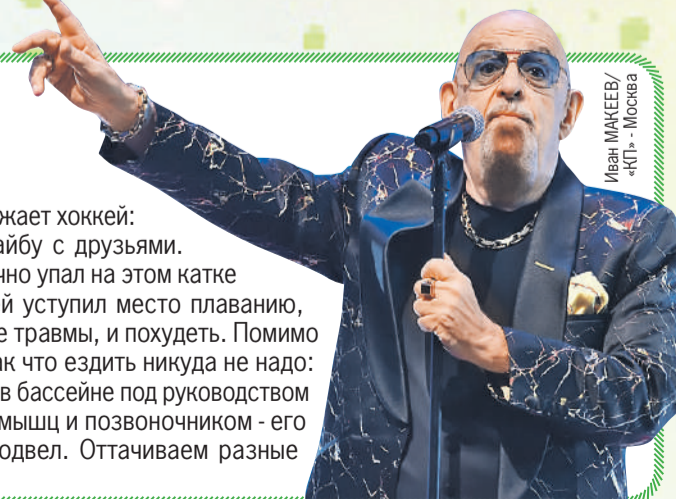 Иван МАКЕЕВ/
«КП» - Москва
жает хоккей:
айбу с друзьями.
чно упал на этом катке
й уступил место плаванию,
е травмы, и похудеть. Помимо
ак что ездить никуда не надо:
в бассейне под руководством
мышц и позвоночником - его
одвел. Оттачиваем разные